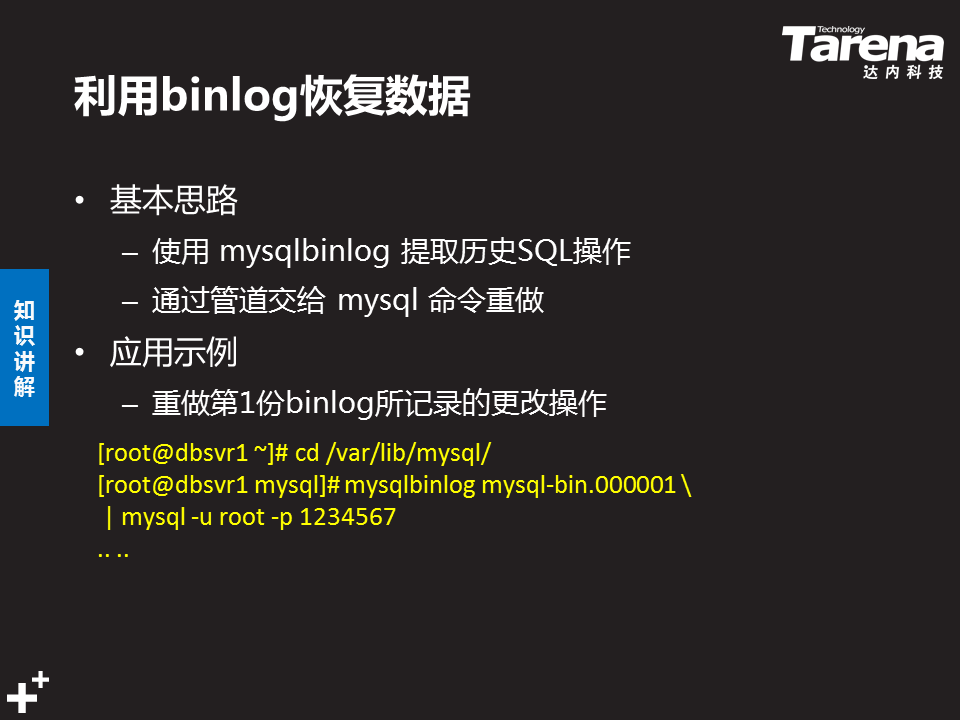 Technology
Tarena
达内科技
利用binlog恢复数据
• 基本思路
– 使用 mysqlbinlog 提取历史SQL操作
– 通过管道交给 mysql 命令重做
• 应用示例
– 重做第1份binlog所记录的更改操作
[root@dbsvr1 ~]# cd /var/lib/mysql/
[root@dbsvr1 mysql]# mysqlbinlog mysql-bin.000001 \
| mysql -u root -p 1234567
.. ..
知
识
讲
解